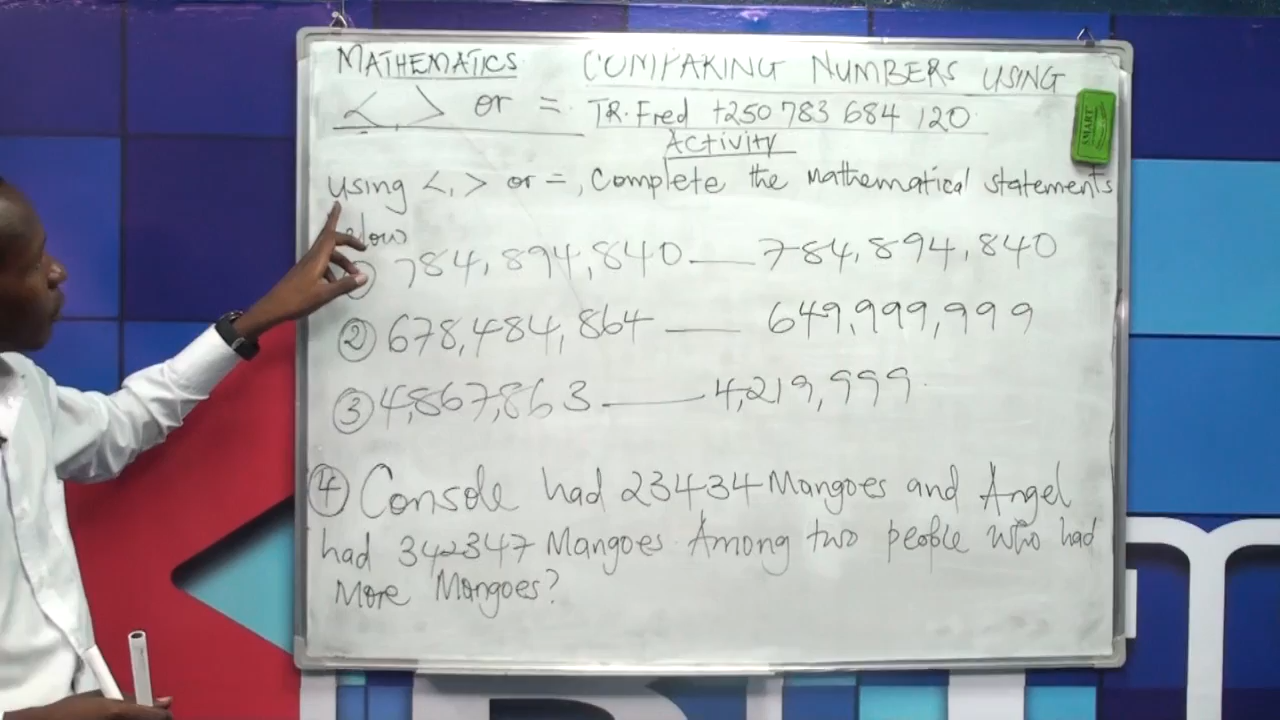 MATHEMATICS COMPARING NUMBERS USING
<, > or = TR. Fred +250 783 684 120
Activity
using <, > or =, Complete the mathematical statements
below
① 784,894,840 ___ 784,894,840
② 678,484,864 ___ 649,999,999
③ 4,867,863 ___ 4,219,999.
④ Console had 23434 Mangoes and Angel
had 342347 Mangoes. Among two people who had
More Mangoes?
SMART